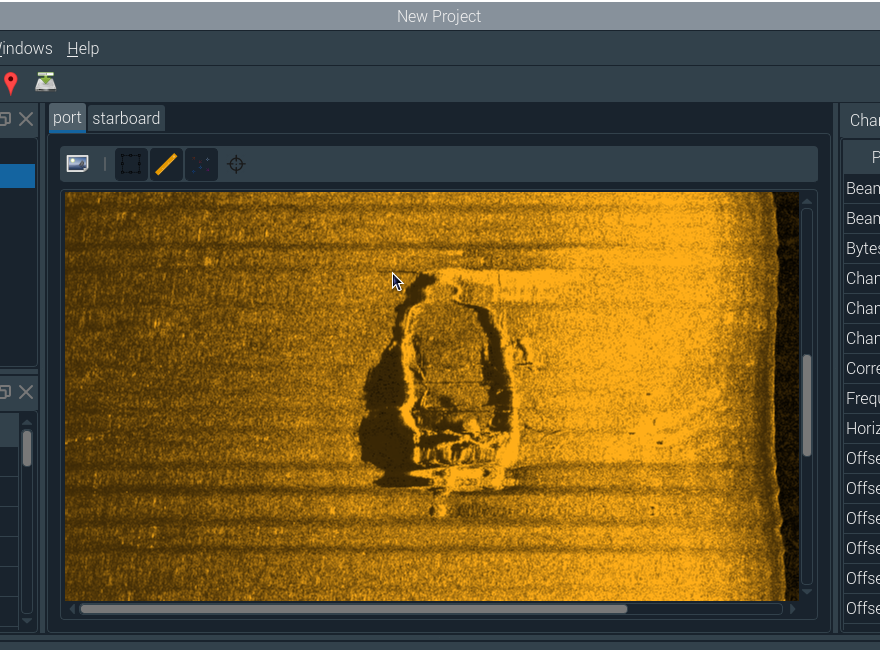 New Project
Windows Help
port starboard
Chan
P
Beam
Beam
Bytes
Chan
Chan
Chan
Corre
Frequ
Horiz
Offse
Offse
Offse
Offse
Offse
Offse